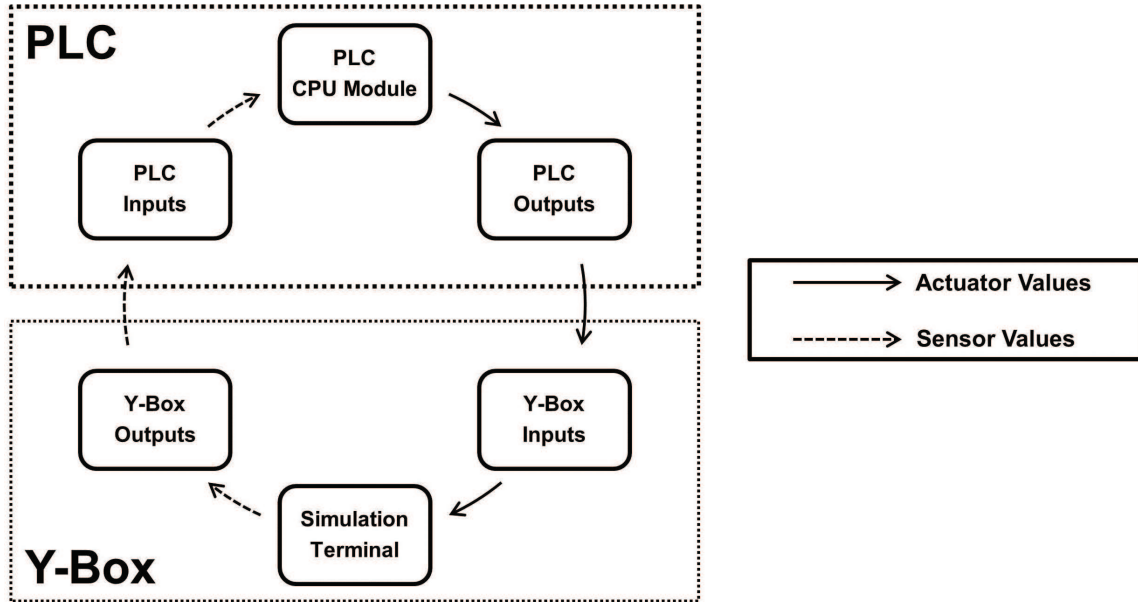 PLC
PLC
CPU Module
PLC
Inputs
PLC
Outputs
Actuator Values
Sensor Values
Y-Box
Outputs
Y-Box
Inputs
Simulation
Terminal
Y-Box